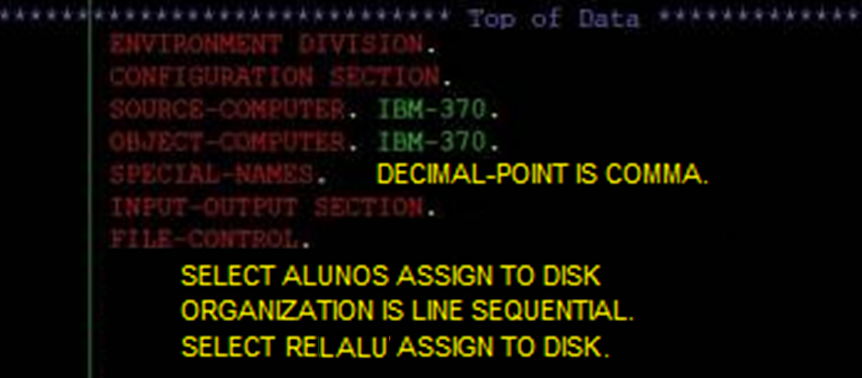 ******************************** Top of Data *************
ENVIRONMENT DIVISION.
CONFIGURATION SECTION.
SOURCE-COMPUTER. IBM-370.
OBJECT-COMPUTER. IBM-370.
SPECIAL-NAMES. DECIMAL-POINT IS COMMA.
INPUT-OUTPUT SECTION.
FILE-CONTROL.
SELECT ALUNOS ASSIGN TO DISK
ORGANIZATION IS LINE SEQUENTIAL.
SELECT RELALU' ASSIGN TO DISK.